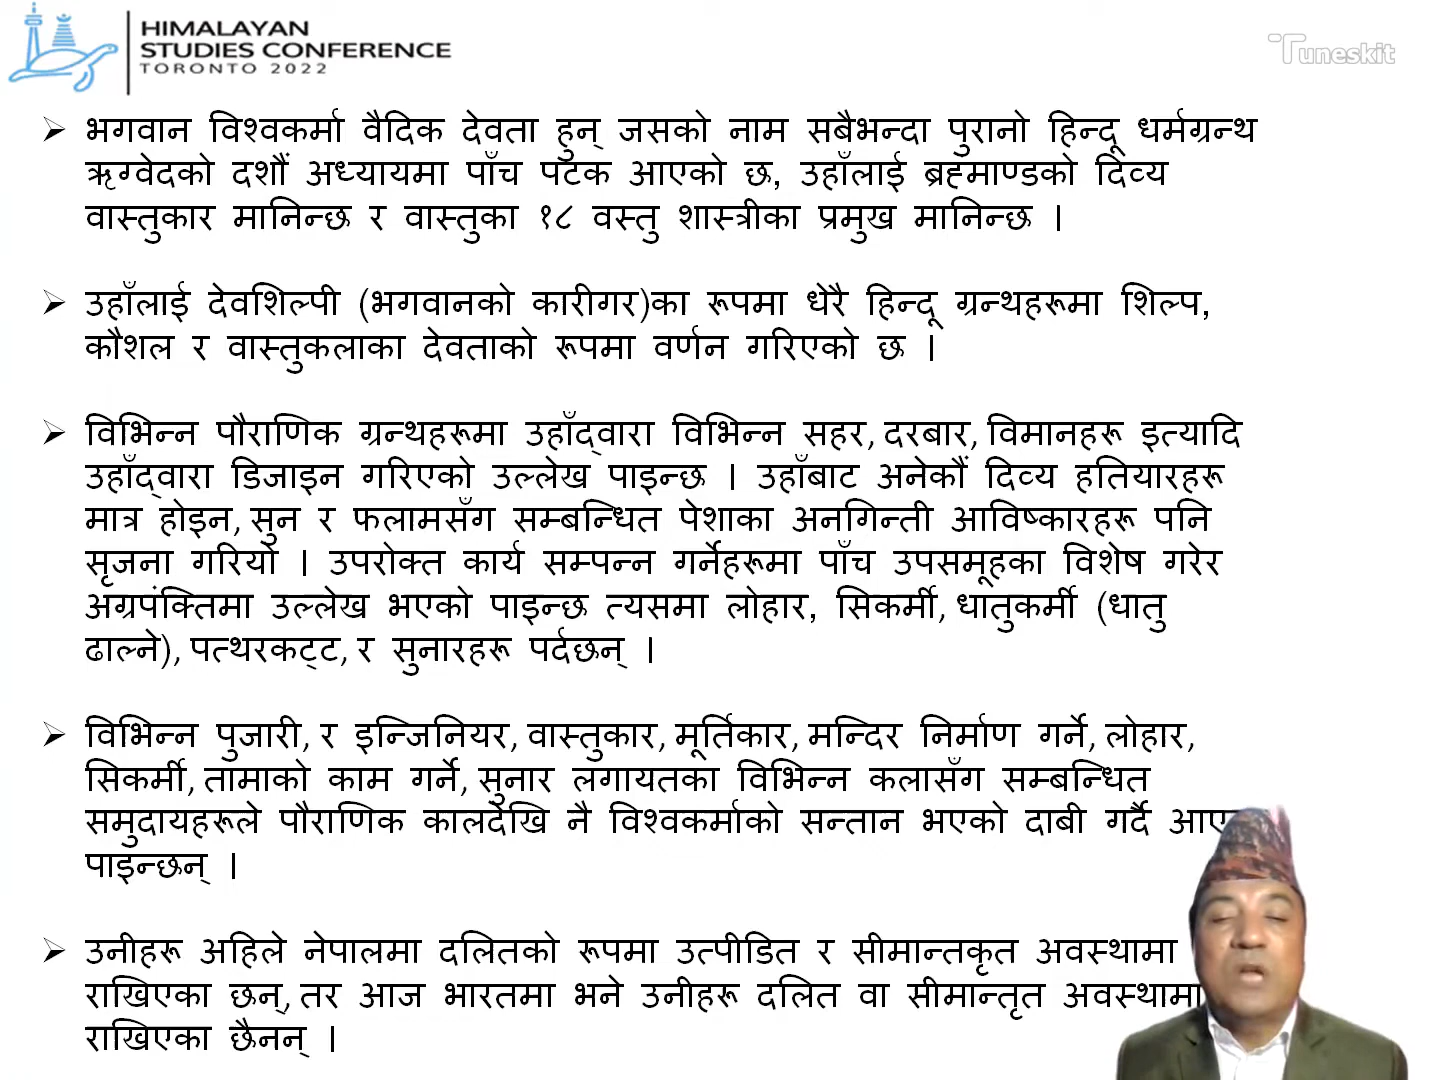 HIMALAYAN
STUDIES CONFERENCE
TORONTO 2022
Tuneskit
➢ भगवान विश्वकर्मा वैदिक देवता हुन् जसको नाम सबैभन्दा पुरानो हिन्दू धर्मग्रन्थ
ऋग्वेदको दशौं अध्यायमा पाँच पटक आएको छ, उहाँलाई ब्रह्माण्डको दिव्य
वास्तुकार मानिन्छ र वास्तुका १८ वस्तु शास्त्रीका प्रमुख मानिन्छ ।
➢ उहाँलाई देवशिल्पी (भगवानको कारीगर)का रूपमा धेरै हिन्दू ग्रन्थहरूमा शिल्प,
कौशल र वास्तुकलाका देवताको रूपमा वर्णन गरिएको छ ।
➢ विभिन्न पौराणिक ग्रन्थहरूमा उहाँद्वारा विभिन्न सहर, दरबार, विमानहरू इत्यादि
उहाँद्वारा डिजाइन गरिएको उल्लेख पाइन्छ । उहाँबाट अनेकौं दिव्य हतियारहरू
मात्र होइन, सुन र फलामसँग सम्बन्धित पेशाका अनगिन्ती आविष्कारहरू पनि
सृजना गरियो । उपरोक्त कार्य सम्पन्न गर्नेहरूमा पाँच उपसमूहका विशेष गरेर
अग्रपंक्तिमा उल्लेख भएको पाइन्छ त्यसमा लोहार, सिकर्मी, धातुकर्मी (धातु
ढाल्ने), पत्थरकट्ट, र सुनारहरू पर्दछन् ।
➢ विभिन्न पुजारी, र इन्जिनियर, वास्तुकार, मूर्तिकार, मन्दिर निर्माण गर्ने, लोहार,
सिकर्मी, तामाको काम गर्ने, सुनार लगायतका विभिन्न कलासँग सम्बन्धित
समुदायहरूले पौराणिक कालदेखि नै विश्वकर्माको सन्तान भएको दाबी गर्दै
पाइन्छन् ।
➢ उनीहरू अहिले नेपालमा दलितको रूपमा उत्पीडित र सीमान्तकृत अवस्थामा
राखिएका छन्, तर आज भारतमा भने उनीहरू दलित वा सीमान्तृत अवस्थामा
राखिएका छैनन् ।